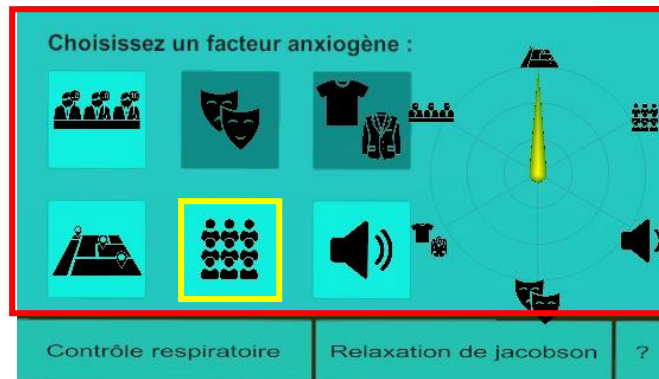 Choisissez un facteur anxiogène :
Contrôle respiratoire
Relaxation de jacobson
?